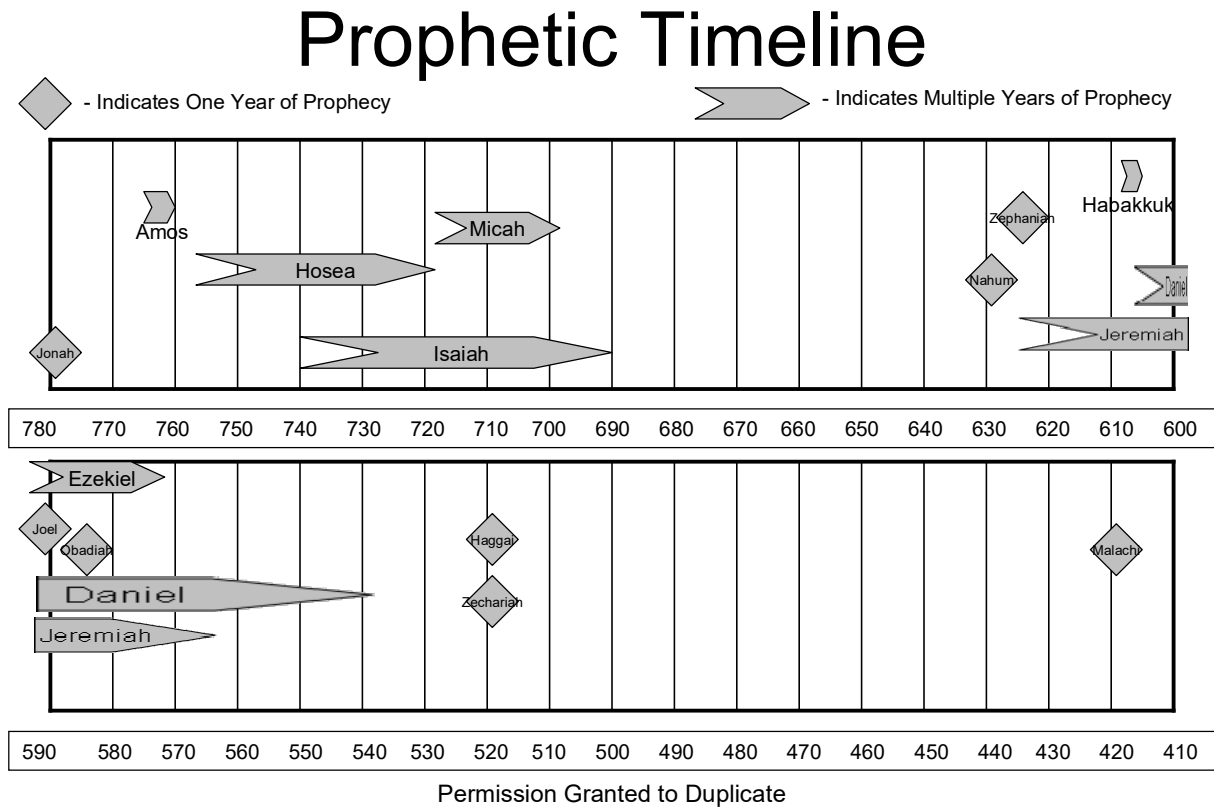 Prophetic Timeline
- Indicates One Year of Prophecy
- Indicates Multiple Years of Prophecy
Habakkuk
Amos
Micah
Zephanian
Hosea
Nahum
Daniel
Jeremiah
Jonah
Isaiah
780 770 760 750 740 730 720 710 700 690 680 670 660 650 640 630 620 610 600
Ezekiel
Joel
Obadiah
Haggai
Malachi
Daniel
Zechariah
Jeremiah
590 580 570 560 550 540 530 520 510 500 490 480 470 460 450 440 430 420 410
Permission Granted to Duplicate